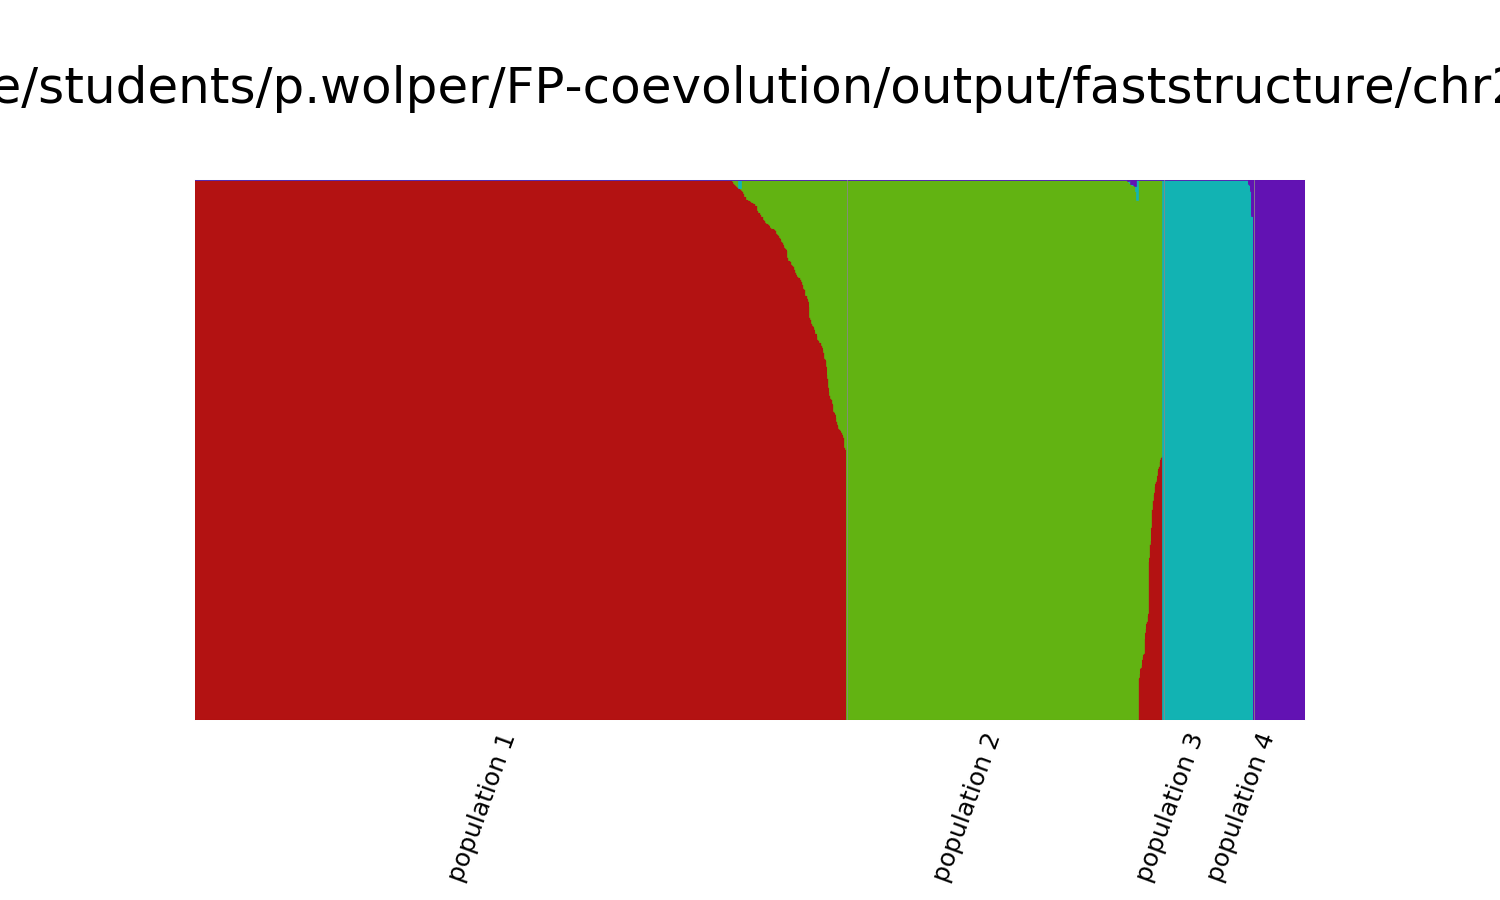 e/students/p.wolper/FP-coevolution/output/faststructure/chr2
population 1
population 2
population 3
population 4